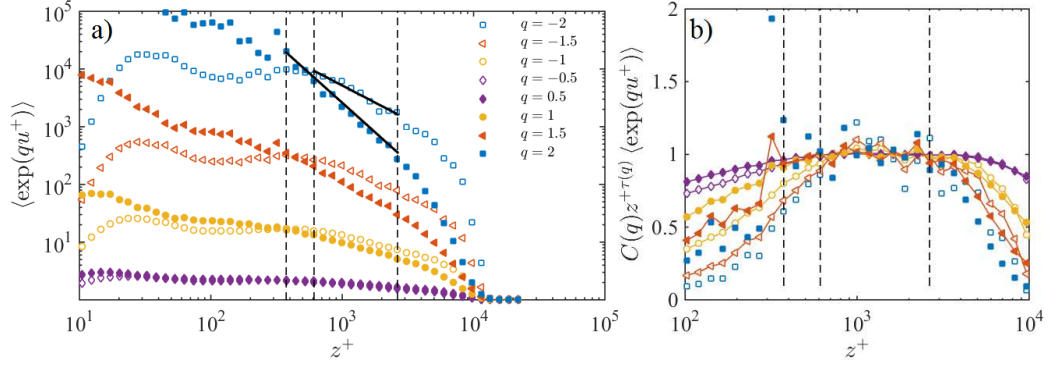 a)
10^5
10^4
10^3
10^2
10^1
⟨exp(qu^+)⟩
10^1
10^2
10^3
10^4
10^5
z^+
q = −2
q = −1.5
q = −1
q = −0.5
q = 0.5
q = 1
q = 1.5
q = 2
b)
2
1.5
1
0.5
0
C(q)z^{+τ(q)} ⟨exp(qu^+)⟩
10^2
10^3
10^4
z^+